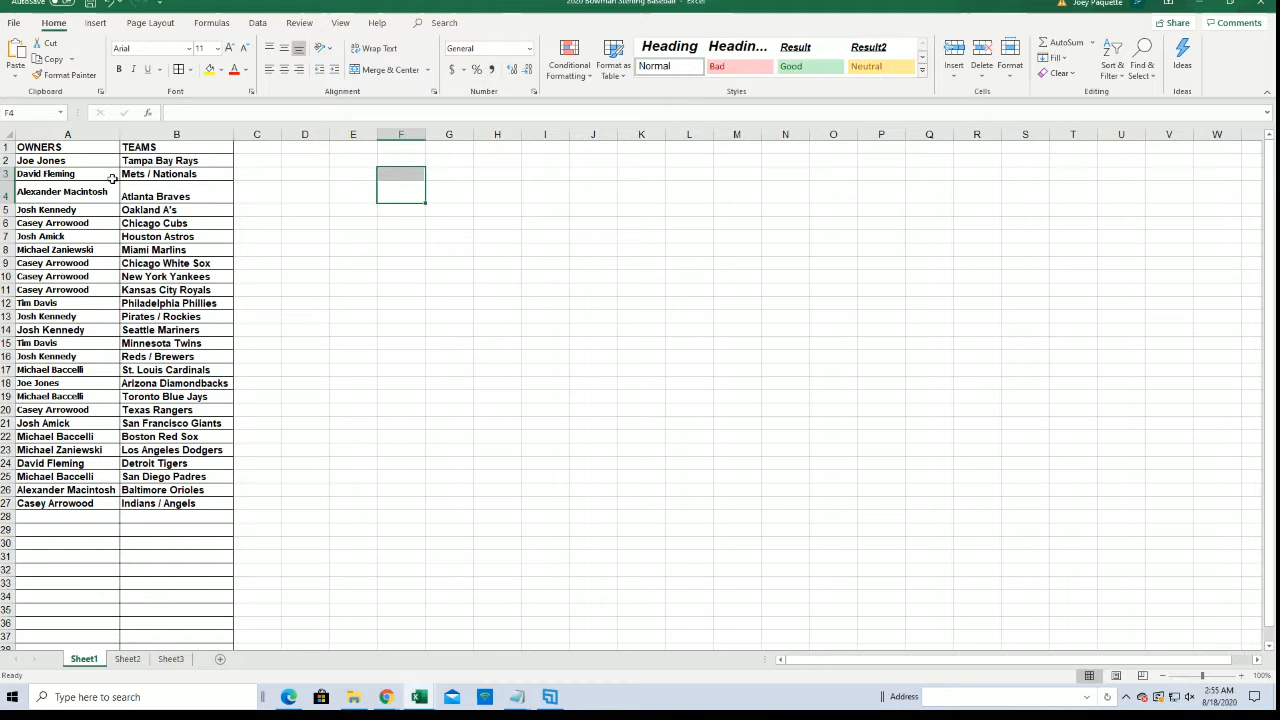 AutoSave
2020 Bowman Sterling Baseball - Excel
Joey Paquette
File Home Insert Page Layout Formulas Data Review View Help Search
Share Comments
Paste Cut Copy Format Painter Clipboard
Arial 11 Font
Wrap Text Merge & Center Alignment
General Number
Conditional Formatting Format as Table
Heading Headin... Result Result2
Normal Bad Good Neutral
Styles
Insert Delete Format Cells
AutoSum Fill Clear Sort & Filter Find & Select Editing
Ideas Ideas
F4
A B C D E F G H I J K L M N O P Q R S T U V W
1 OWNERS TEAMS
2 Joe Jones Tampa Bay Rays
3 David Fleming Mets / Nationals
4 Alexander Macintosh Atlanta Braves
5 Josh Kennedy Oakland A's
6 Casey Arrowood Chicago Cubs
7 Josh Amick Houston Astros
8 Michael Zaniewski Miami Marlins
9 Casey Arrowood Chicago White Sox
10 Casey Arrowood New York Yankees
11 Casey Arrowood Kansas City Royals
12 Tim Davis Philadelphia Phillies
13 Josh Kennedy Pirates / Rockies
14 Josh Kennedy Seattle Mariners
15 Tim Davis Minnesota Twins
16 Josh Kennedy Reds / Brewers
17 Michael Baccelli St. Louis Cardinals
18 Joe Jones Arizona Diamondbacks
19 Michael Baccelli Toronto Blue Jays
20 Casey Arrowood Texas Rangers
21 Josh Amick San Francisco Giants
22 Michael Baccelli Boston Red Sox
23 Michael Zaniewski Los Angeles Dodgers
24 David Fleming Detroit Tigers
25 Michael Baccelli San Diego Padres
26 Alexander Macintosh Baltimore Orioles
27 Casey Arrowood Indians / Angels
28
29
30
31
32
33
34
35
36
37
Sheet1 Sheet2 Sheet3
Ready
100%
Type here to search
Address
2:55 AM
8/18/2020